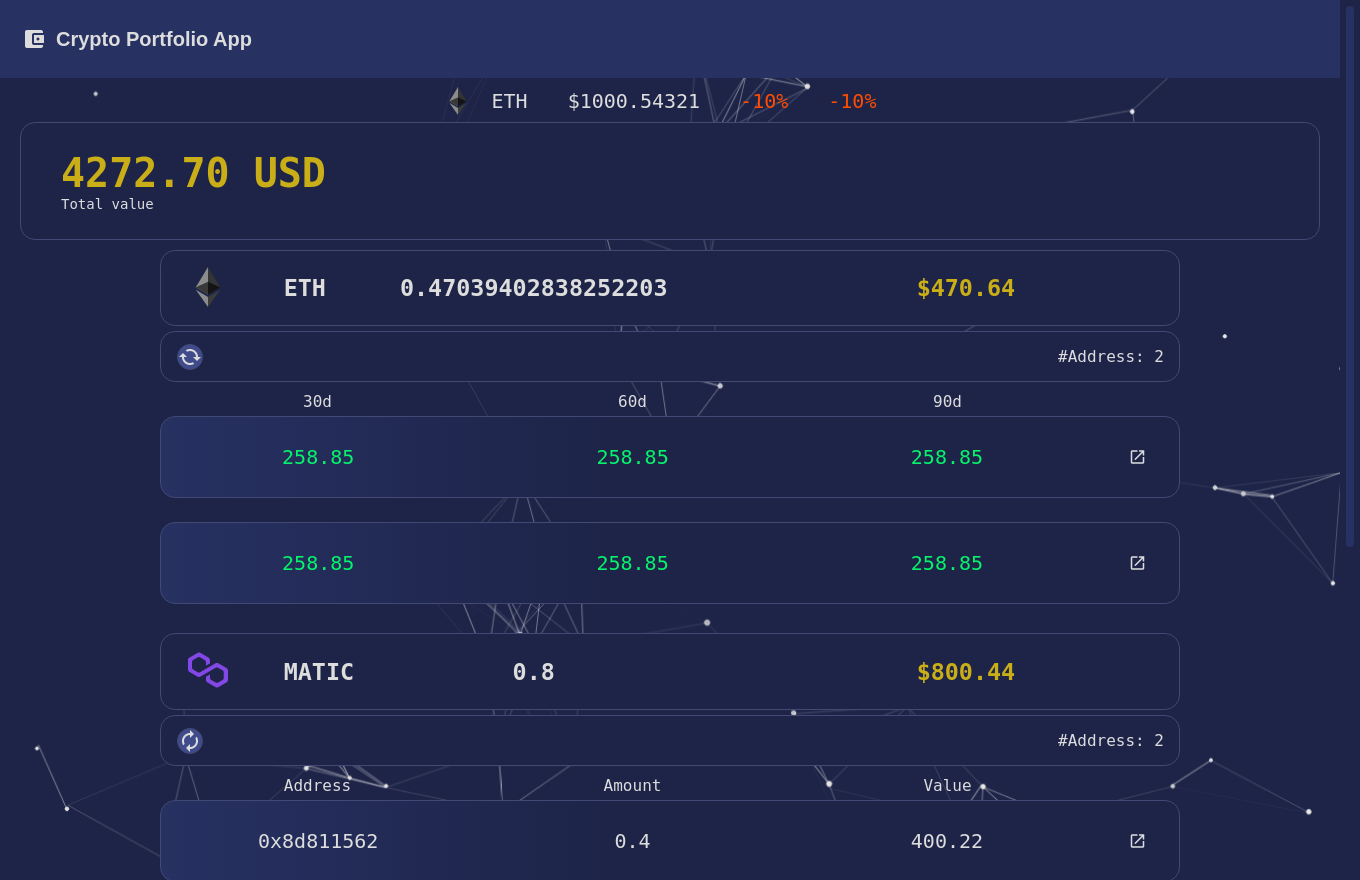 Crypto Portfolio App
ETH $1000.54321 -10% -10%
4272.70 USD
Total value
ETH 0.47039402838252203 $470.64
#Address: 2
30d 60d 90d
258.85 258.85 258.85
258.85 258.85 258.85
MATIC 0.8 $800.44
#Address: 2
Address Amount Value
0x8d811562 0.4 400.22